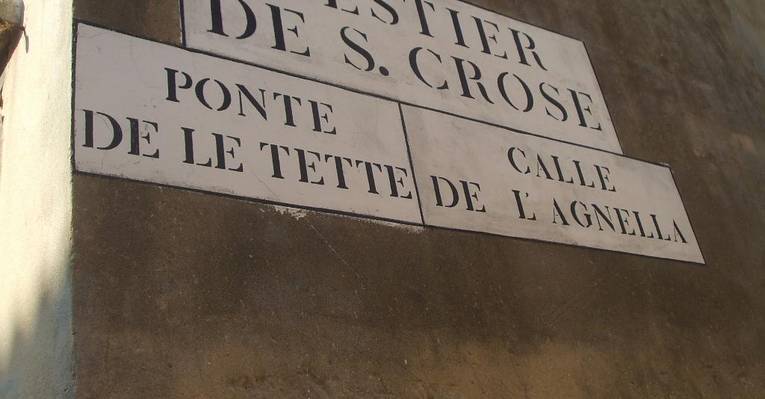 DE S. CROSE
PONTE
DE LE TETTE
CALLE
DE L' AGNELLA